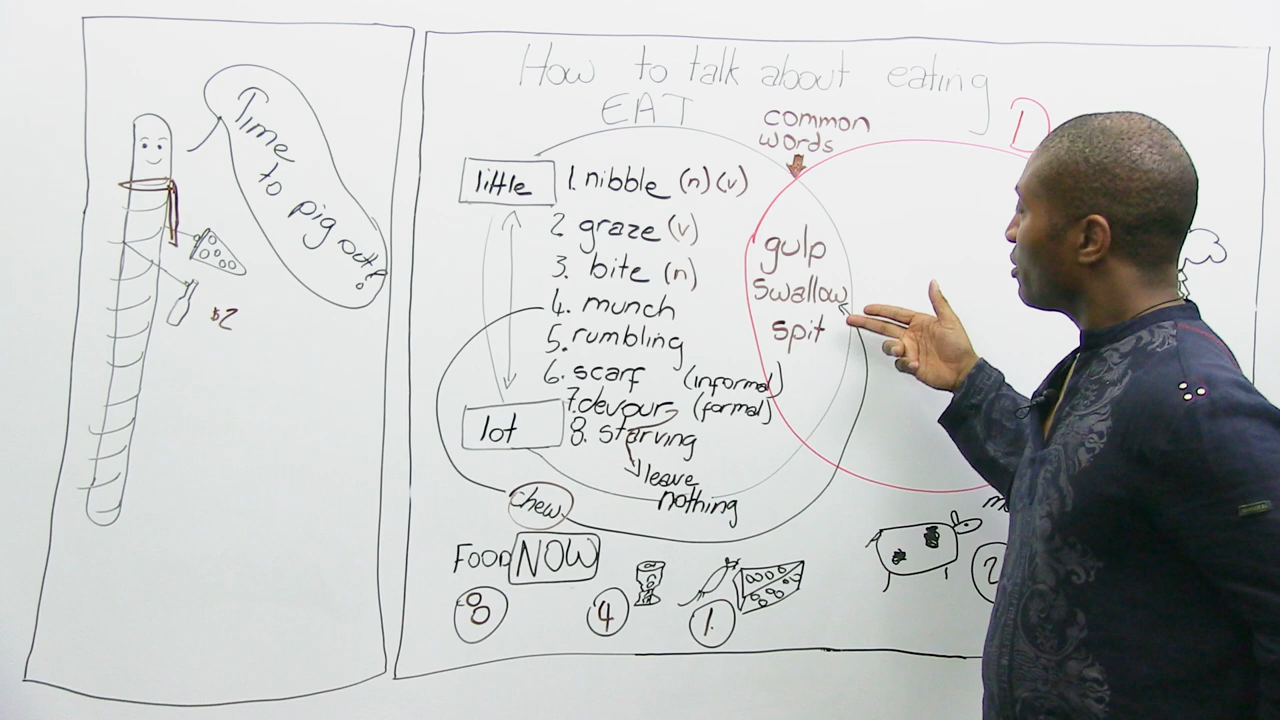 Time
to
pig out!
$2
How to talk about eating
EAT
D
common
words
little
1. nibble (n)(v)
2 graze (v)
3. bite (n)
4. munch
5. rumbling
6. scarf (informal)
7. devour (formal)
8. starving
lot
leave
nothing
chew
gulp
swallow
spit
FOOD NOW
8
4
1.
2